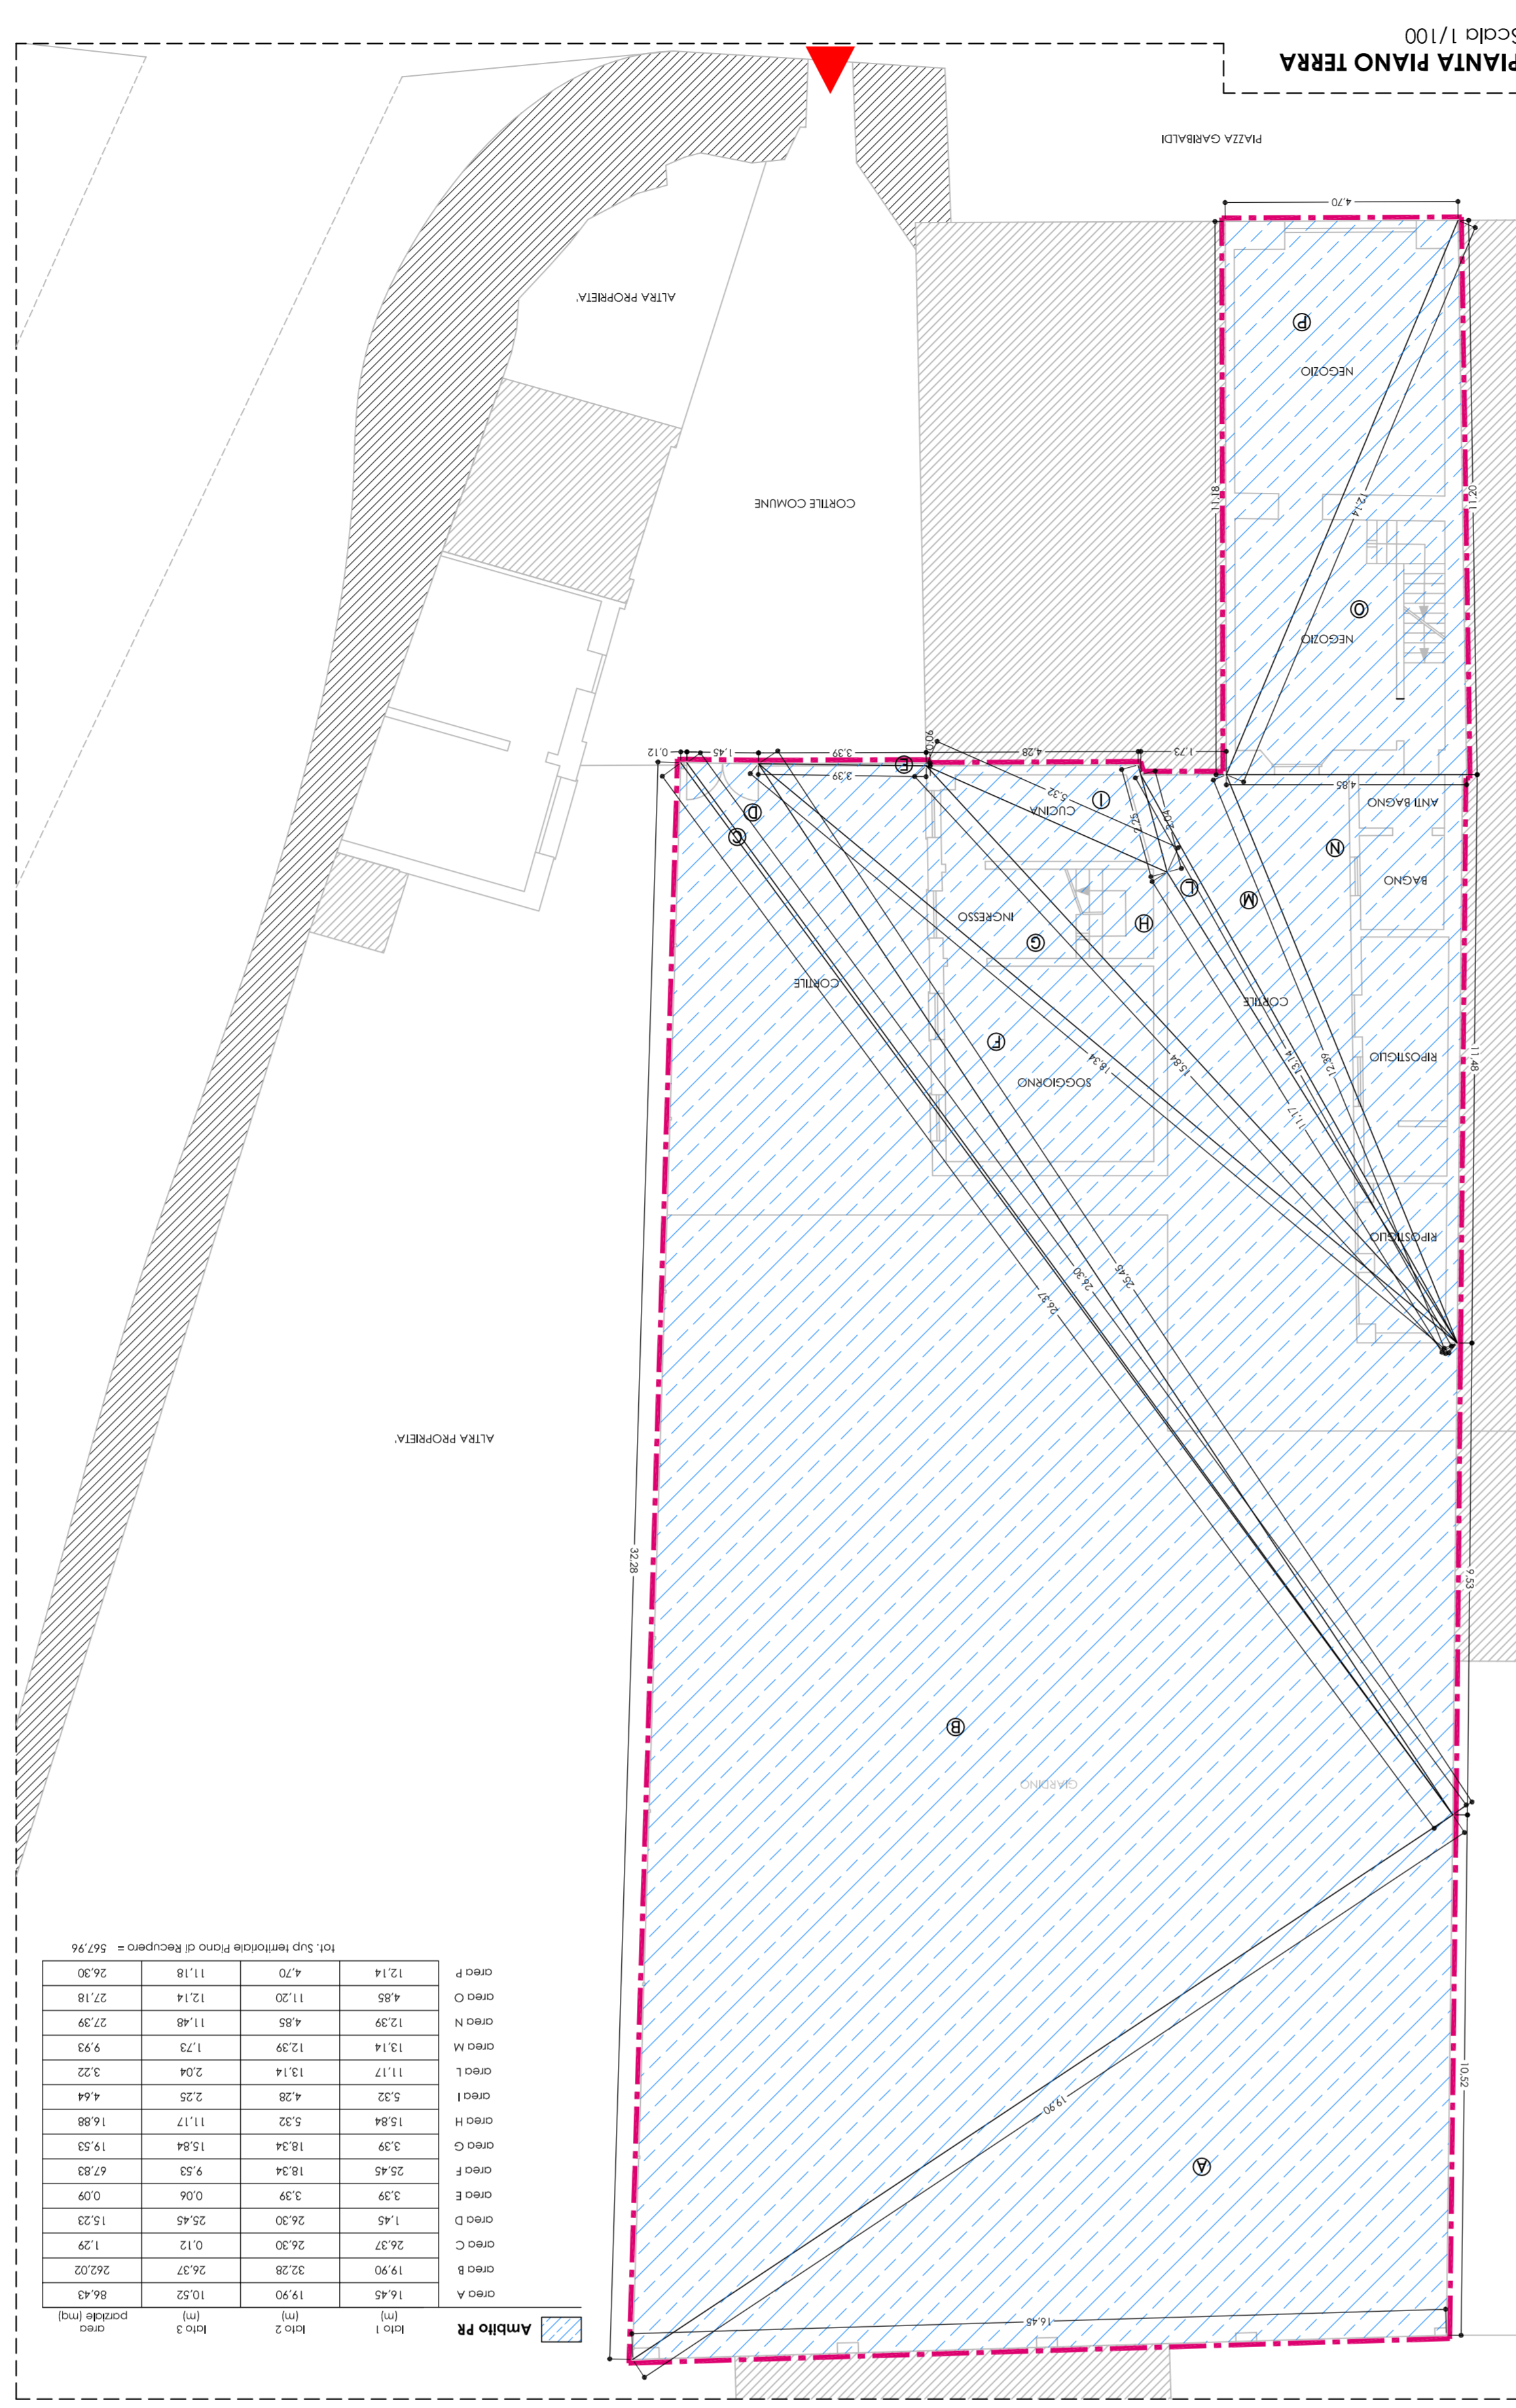 Ambito PR
lato 1 (m) lato 2 (m) lato 3 (m) area parziale (mq)
area A 16,45 19,90 10,52 86,43
area B 19,90 32,28 26,37 262,02
area C 26,37 26,30 0,12 1,29
area D 1,45 26,30 25,45 15,23
area E 3,39 3,39 0,06 0,09
area F 25,45 18,34 9,53 67,83
area G 3,39 18,34 15,84 19,53
area H 15,84 5,32 11,17 16,88
area I 5,32 4,28 2,25 4,64
area L 11,17 13,14 2,04 3,22
area M 13,14 12,39 1,73 9,93
area N 12,39 4,85 11,48 27,39
area O 4,85 11,20 12,14 27,18
area P 12,14 4,70 11,18 26,30
tot. Sup territoriale Piano di Recupero = 567,96
16,45
A
10,52
19,90
GIARDINO
B
32,28
9,53
ALTRA PROPRIETA'
26,37
26,30
25,45
RIPOSTIGLIO
11,17
SOGGIORNO
18,34
15,84
13,14
12,39
RIPOSTIGLIO
11,48
F
CORTILE
CORTILE
G
INGRESSO
H
M
L
BAGNO
N
C
D
CUCINA
I
ANTI BAGNO
2,25
2,04
5,32
4,85
3,39
E
0,12
1,45
3,39
0,06
4,28
1,73
NEGOZIO
O
CORTILE COMUNE
11,18
12,14
11,20
NEGOZIO
P
ALTRA PROPRIETA'
4,70
PIAZZA GARIBALDI
PIANTA PIANO TERRA
Scala 1/100